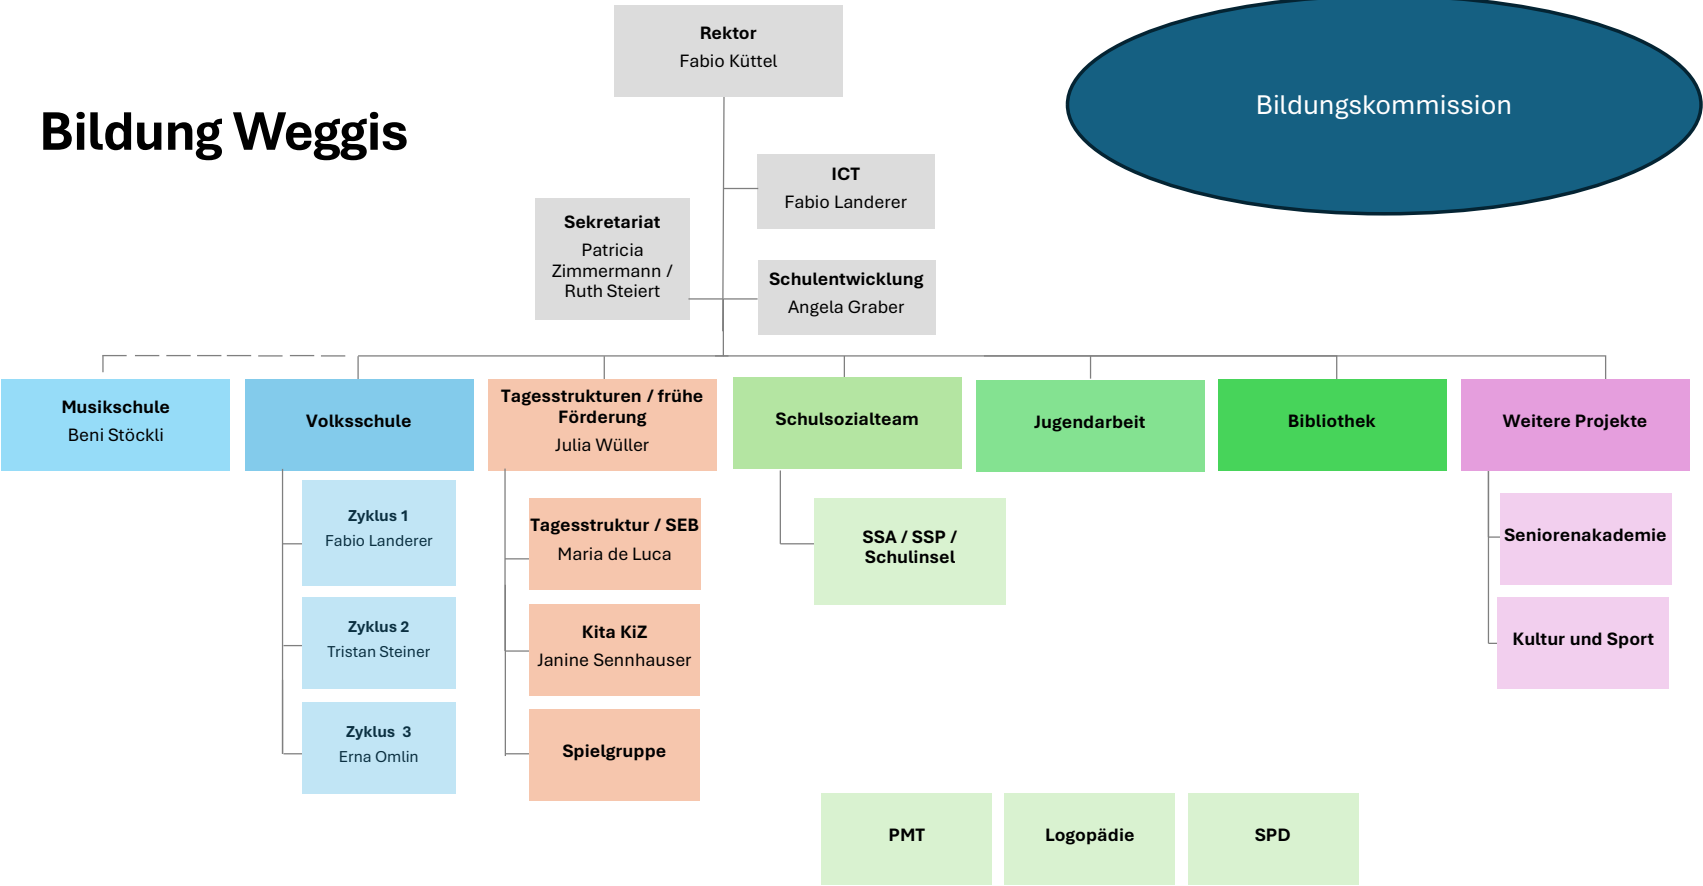 Rektor
Fabio Küttel
Bildungskommission
Bildung Weggis
ICT
Fabio Landerer
Sekretariat
Patricia
Zimmermann /
Ruth Steiert
Schulentwicklung
Angela Graber
Musikschule
Beni Stöckli
Volksschule
Tagesstrukturen / frühe
Förderung
Julia Wüller
Schulsozialteam
Jugendarbeit
Bibliothek
Weitere Projekte
Zyklus 1
Fabio Landerer
Zyklus 2
Tristan Steiner
Zyklus 3
Erna Omlin
Tagesstruktur / SEB
Maria de Luca
Kita KiZ
Janine Sennhauser
Spielgruppe
SSA / SSP /
Schulinsel
Seniorenakademie
Kultur und Sport
PMT
Logopädie
SPD